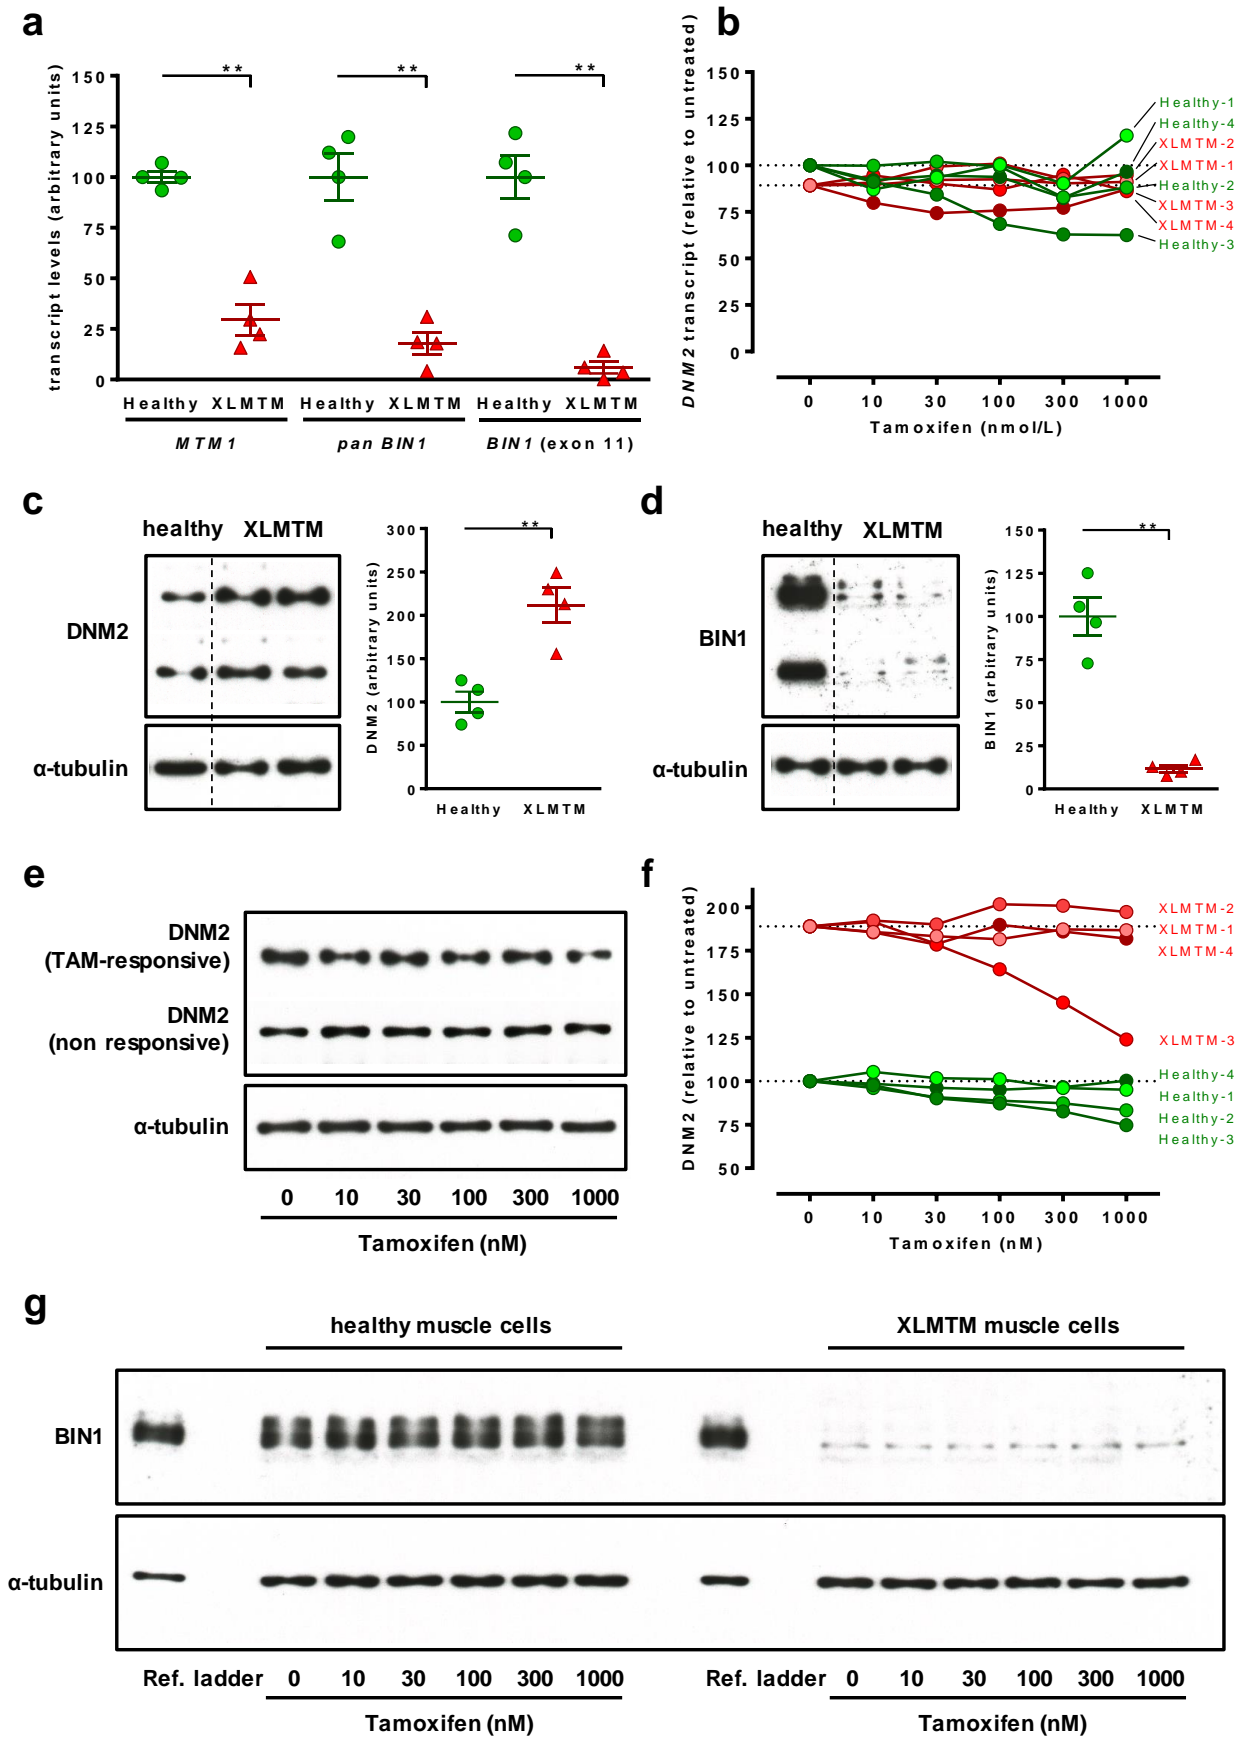 a
transcript levels (arbitrary units)
150
125
100
75
50
25
0
**
**
**
Healthy XLMTM Healthy XLMTM Healthy XLMTM
MTM1 pan BIN1 BIN1 (exon 11)
b
DNM2 transcript (relative to untreated)
150
125
100
75
50
25
0
Healthy-1
Healthy-4
XLMTM-2
XLMTM-1
Healthy-2
XLMTM-3
XLMTM-4
Healthy-3
0 10 30 100 300 1000
Tamoxifen (nmol/L)
c
healthy XLMTM
DNM2
α-tubulin
DNM2 (arbitrary units)
300
250
200
150
100
50
0
**
Healthy XLMTM
d
healthy XLMTM
BIN1
α-tubulin
BIN1 (arbitrary units)
150
125
100
75
50
25
0
**
Healthy XLMTM
e
DNM2
(TAM-responsive)
DNM2
(non responsive)
α-tubulin
0 10 30 100 300 1000
Tamoxifen (nM)
f
DNM2 (relative to untreated)
200
175
150
125
100
75
50
XLMTM-2
XLMTM-1
XLMTM-4
XLMTM-3
Healthy-4
Healthy-1
Healthy-2
Healthy-3
0 10 30 100 300 1000
Tamoxifen (nM)
g
healthy muscle cells XLMTM muscle cells
BIN1
α-tubulin
Ref. ladder 0 10 30 100 300 1000 Ref. ladder 0 10 30 100 300 1000
Tamoxifen (nM) Tamoxifen (nM)